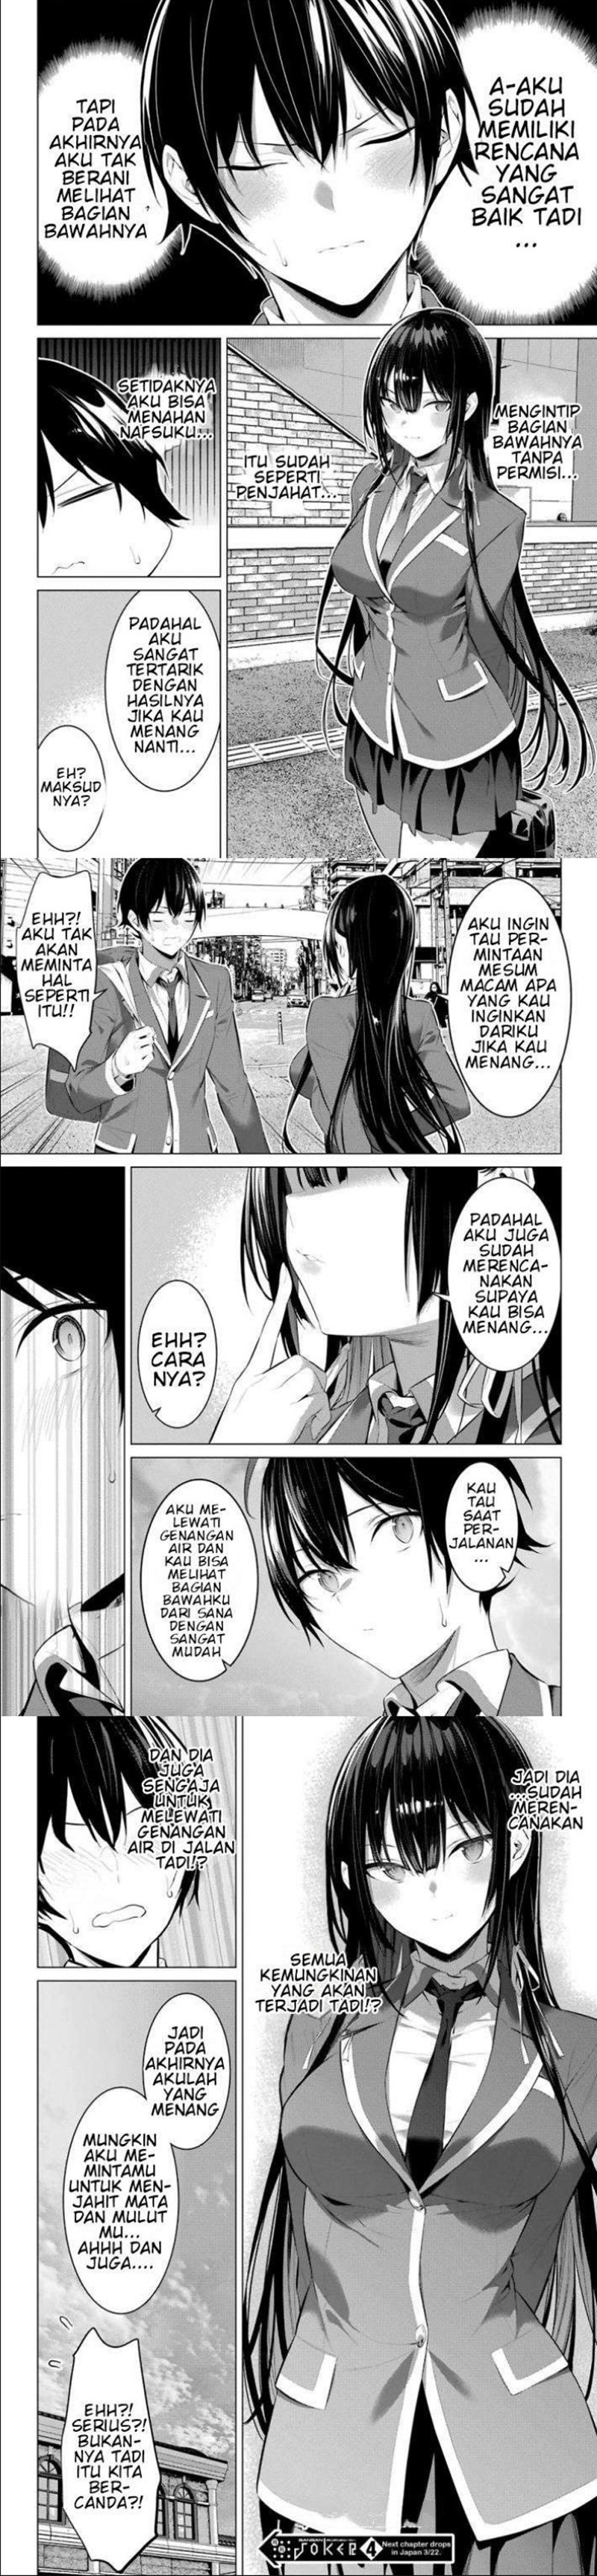 A-AKU
SUDAH
MEMILIKI
RENCANA
YANG
SANGAT
BAIK TADI
...
TAPI
PADA
AKHIRNYA
AKU TAK
BERANI
MELIHAT
BAGIAN
BAWAHNYA
MENGINTIP
BAGIAN
BAWAHNYA
TANPA
PERMISI...
ITU SUDAH
SEPERTI
PENJAHAT...
SETIDAKNYA
AKU BISA
MENAHAN
NAFSUKU...
PADAHAL
AKU
SANGAT
TERTARIK
DENGAN
HASILNYA
JIKA KAU
MENANG
NANTI...
EH?
MAKSUD
NYA?
AKU INGIN
TAU PER-
MINTAAN
MESUM
MACAM APA
YANG KAU
INGINKAN
DARIKU
JIKA KAU
MENANG...
EHH?!
AKU TAK
AKAN
MEMINTA
HAL
SEPERTI
ITU!!
PADAHAL
AKU JUGA
SUDAH
MERENCA-
NAKAN
SUPAYA
KAU BISA
MENANG...
EHH?
CARA
NYA?
KAU
TAU
SAAT
PER-
JALANAN
...
AKU ME-
LEWATI
GENANGAN
AIR DAN
KAU BISA
MELIHAT
BAGIAN
BAWAHKU
DARI SANA
DENGAN
SANGAT
MUDAH
JADI DIA
...SUDAH
MEREN-
CANAKAN
SEMUA
KEMUNGKINAN
YANG AKAN
TERJADI TADI!?
DAN DIA
JUGA
SENGAJA
UNTUK
MELEWATI
GENANGAN
AIR DI JALAN
TADI!?
JADI
PADA
AKHIRNYA
AKULAH
YANG
MENANG
MUNGKIN
AKU ME-
MINTAMU
UNTUK MEN-
JAHIT MATA
DAN MULUT
MU...
AHHH DAN
JUGA....
EHH?!
SERIUS?!
BUKAN-
NYA TADI
ITU KITA
BER-
CANDA?!
JOKER 4 Next chapter drops
in Japan 3/22.